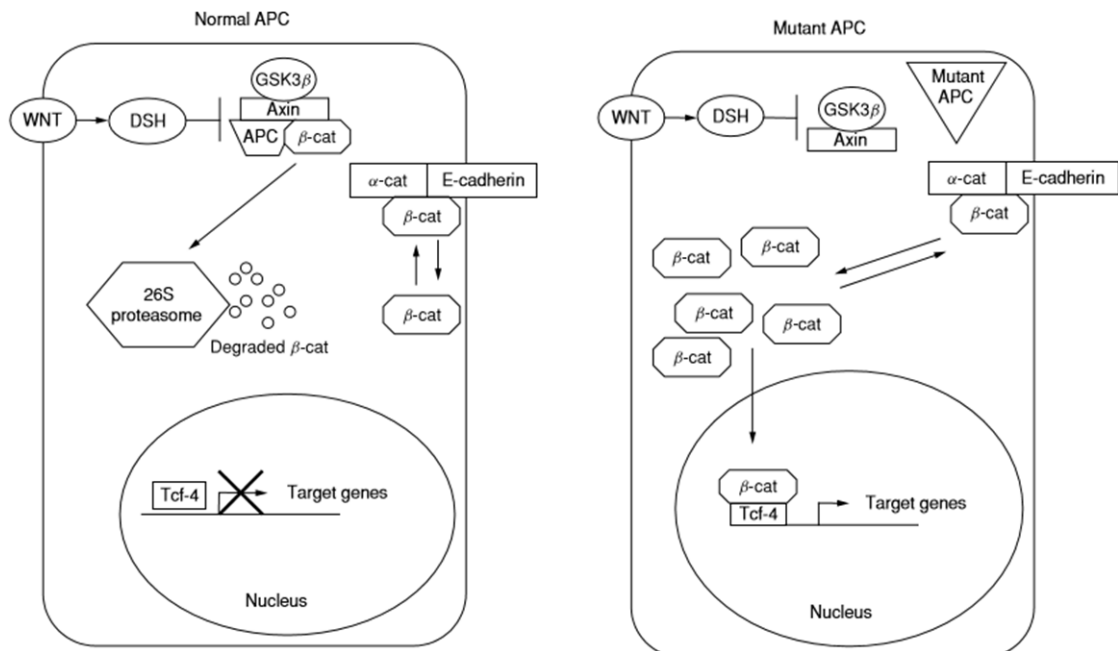 Normal APC
GSK3β
WNT
DSH
Axin
APC
β-cat
α-cat
E-cadherin
β-cat
26S
proteasome
β-cat
Degraded β-cat
Tcf-4
Target genes
Nucleus
Mutant APC
Mutant
APC
GSK3β
WNT
DSH
Axin
α-cat
E-cadherin
β-cat
β-cat
β-cat
β-cat
β-cat
β-cat
β-cat
Tcf-4
Target genes
Nucleus